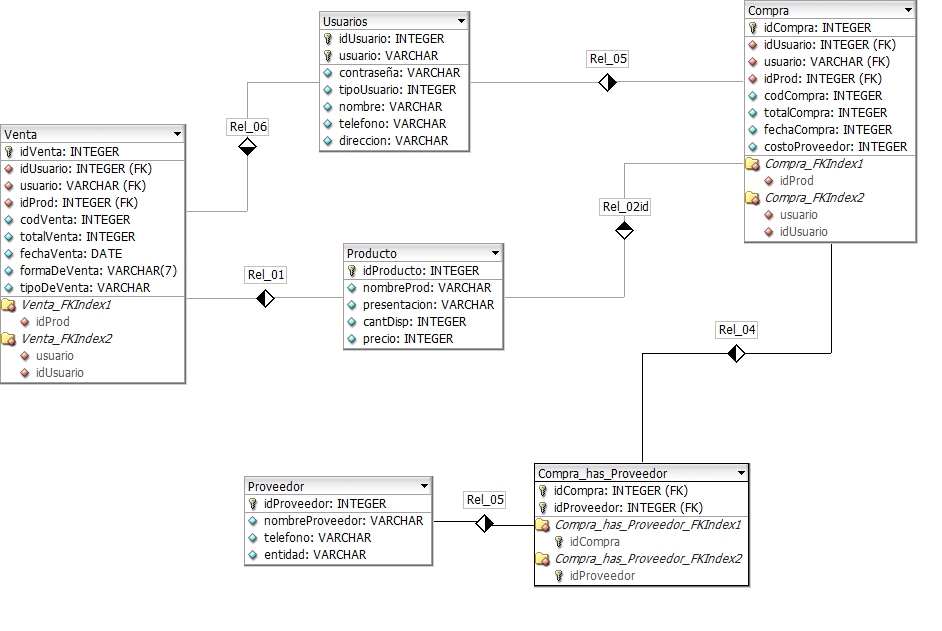 Usuarios
idUsuario: INTEGER
usuario: VARCHAR
contraseña: VARCHAR
tipoUsuario: INTEGER
nombre: VARCHAR
telefono: VARCHAR
direccion: VARCHAR
Rel_05
Compra
idCompra: INTEGER
idUsuario: INTEGER (FK)
usuario: VARCHAR (FK)
idProd: INTEGER (FK)
codCompra: INTEGER
totalCompra: INTEGER
fechaCompra: INTEGER
costoProveedor: INTEGER
Compra_FKIndex1
idProd
Compra_FKIndex2
usuario
idUsuario
Rel_06
Venta
idVenta: INTEGER
idUsuario: INTEGER (FK)
usuario: VARCHAR (FK)
idProd: INTEGER (FK)
codVenta: INTEGER
totalVenta: INTEGER
fechaVenta: DATE
formaDeVenta: VARCHAR(7)
tipoDeVenta: VARCHAR
Venta_FKIndex1
idProd
Venta_FKIndex2
usuario
idUsuario
Rel_01
Producto
idProducto: INTEGER
nombreProd: VARCHAR
presentacion: VARCHAR
cantDisp: INTEGER
precio: INTEGER
Rel_02id
Rel_04
Proveedor
idProveedor: INTEGER
nombreProveedor: VARCHAR
telefono: VARCHAR
entidad: VARCHAR
Rel_05
Compra_has_Proveedor
idCompra: INTEGER (FK)
idProveedor: INTEGER (FK)
Compra_has_Proveedor_FKIndex1
idCompra
Compra_has_Proveedor_FKIndex2
idProveedor